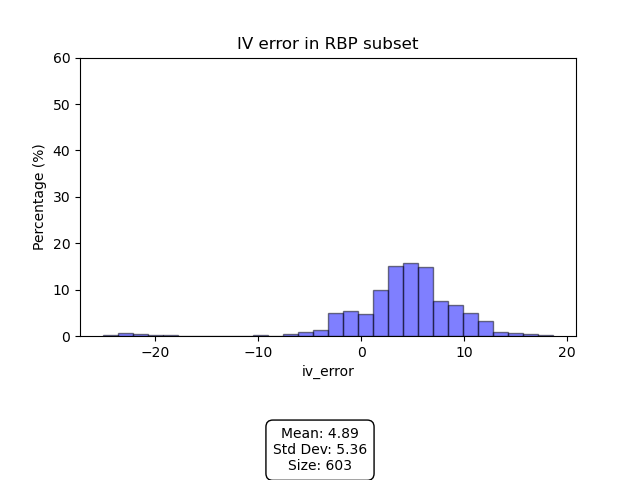 IV error in RBP subset
60
50
40
30
20
10
0
Percentage (%)
−20
−10
0
10
20
iv_error
Mean: 4.89
Std Dev: 5.36
Size: 603